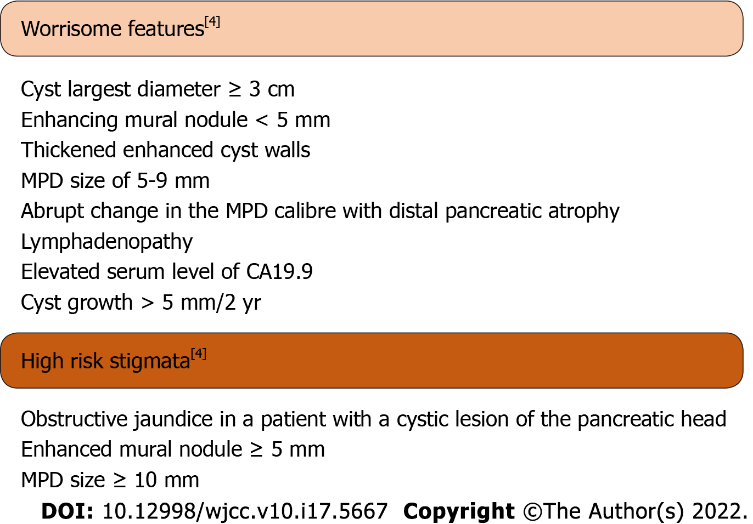 Worrisome features[4]
Cyst largest diameter ≥ 3 cm
Enhancing mural nodule < 5 mm
Thickened enhanced cyst walls
MPD size of 5-9 mm
Abrupt change in the MPD calibre with distal pancreatic atrophy
Lymphadenopathy
Elevated serum level of CA19.9
Cyst growth > 5 mm/2 yr
High risk stigmata[4]
Obstructive jaundice in a patient with a cystic lesion of the pancreatic head
Enhanced mural nodule ≥ 5 mm
MPD size ≥ 10 mm
DOI: 10.12998/wjcc.v10.i17.5667 Copyright ©The Author(s) 2022.